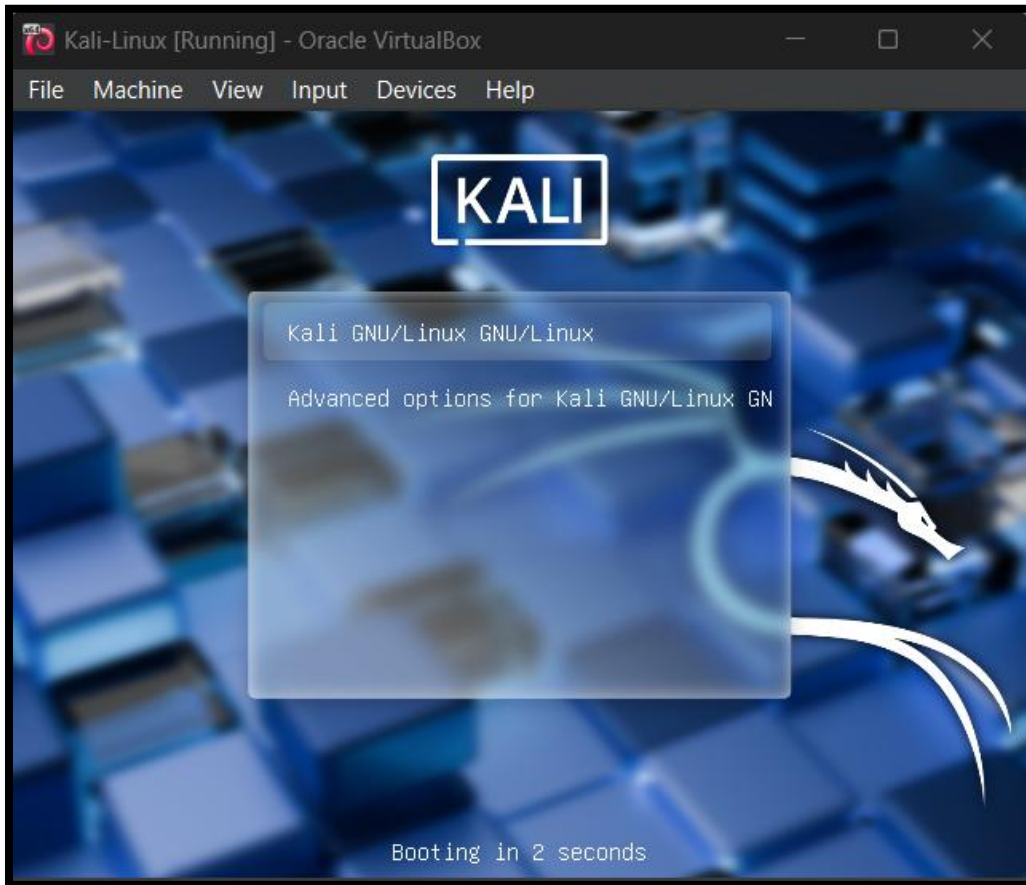 Kali-Linux [Running] - Oracle VirtualBox
File Machine View Input Devices Help
KALI
Kali GNU/Linux GNU/Linux
Advanced options for Kali GNU/Linux GN
Booting in 2 seconds